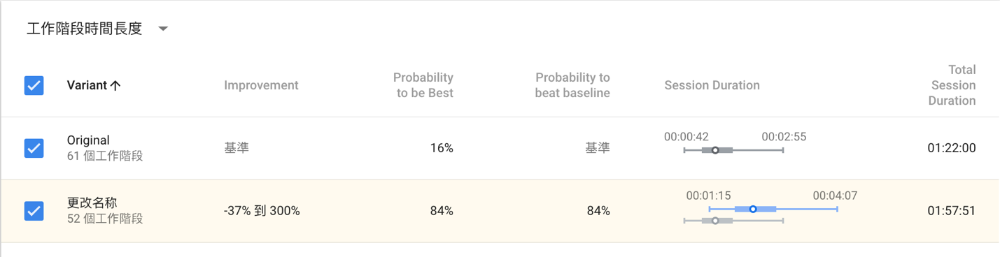 工作階段時間長度
Variant ↑ Improvement Probability to be Best Probability to beat baseline Session Duration Total Session Duration
Original
61 個工作階段
基準 16% 基準 00:00:42 00:02:55 01:22:00
更改名称
52 個工作階段
-37% 到 300% 84% 84% 00:01:15 00:04:07 01:57:51